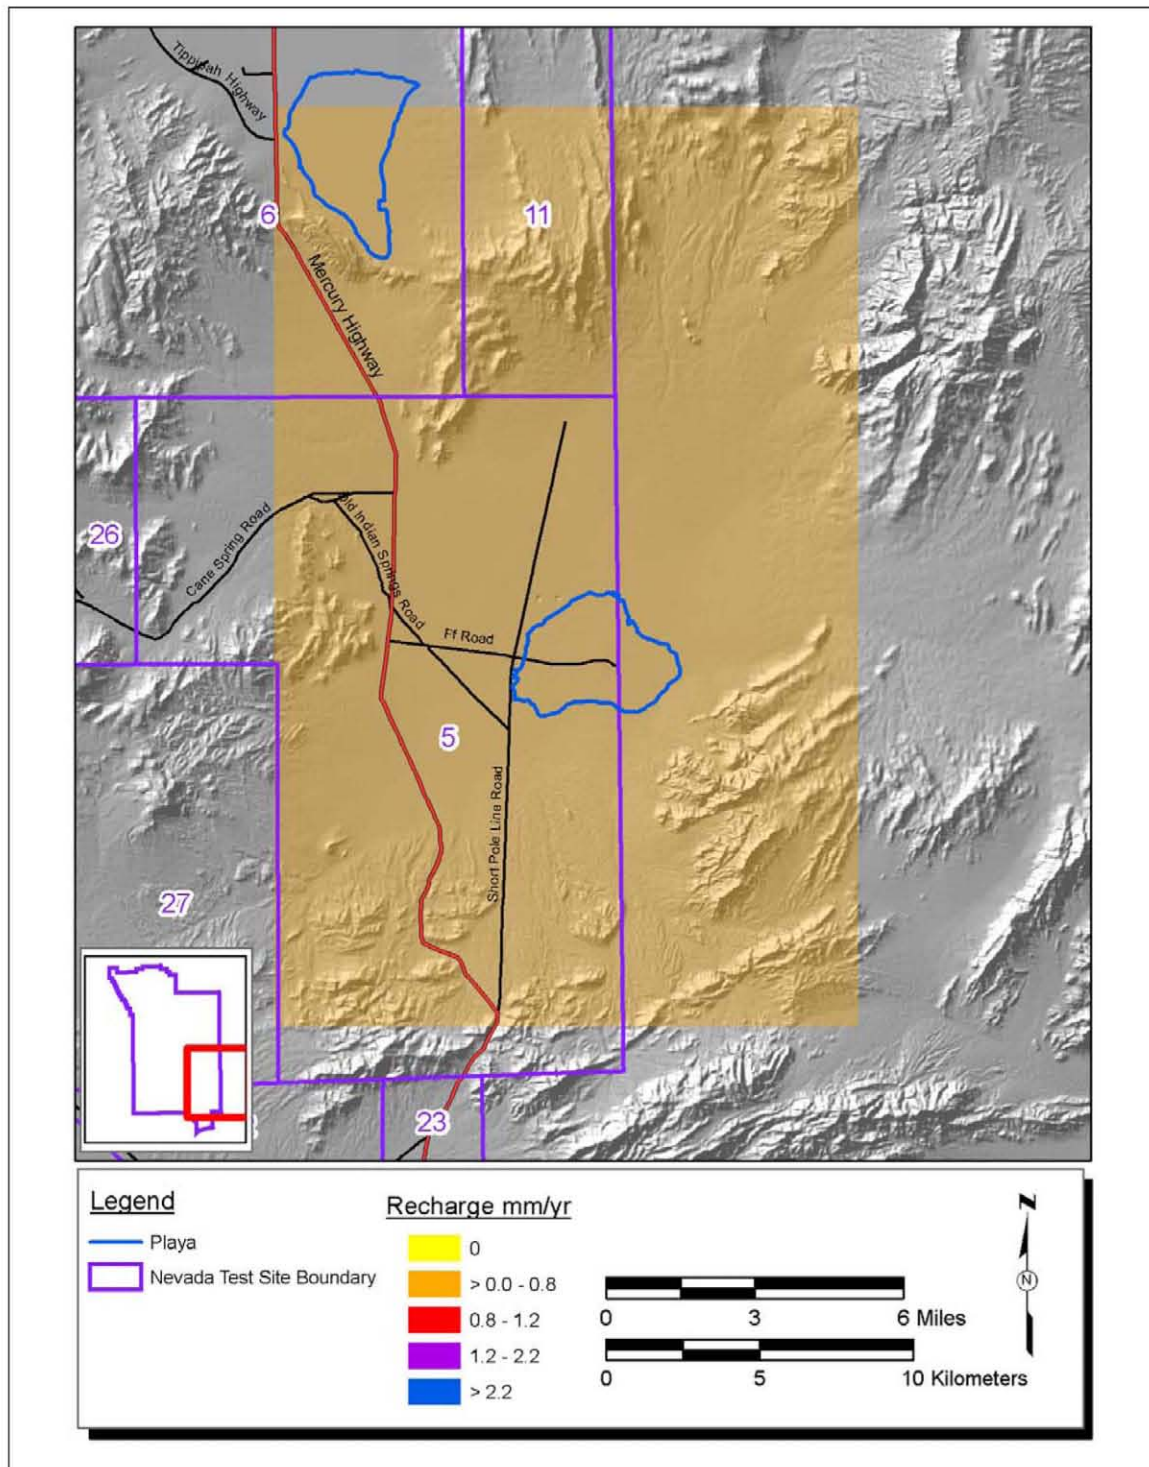 Tippipah Highway
6
11
Mercury Highway
26
Cane Spring Road
Old Indian Springs Road
Ff Road
5
Short Pole Line Road
27
23
Legend
Playa
Nevada Test Site Boundary
Recharge mm/yr
0
> 0.0 - 0.8
0.8 - 1.2
1.2 - 2.2
> 2.2
0 3 6 Miles
0 5 10 Kilometers
N
N